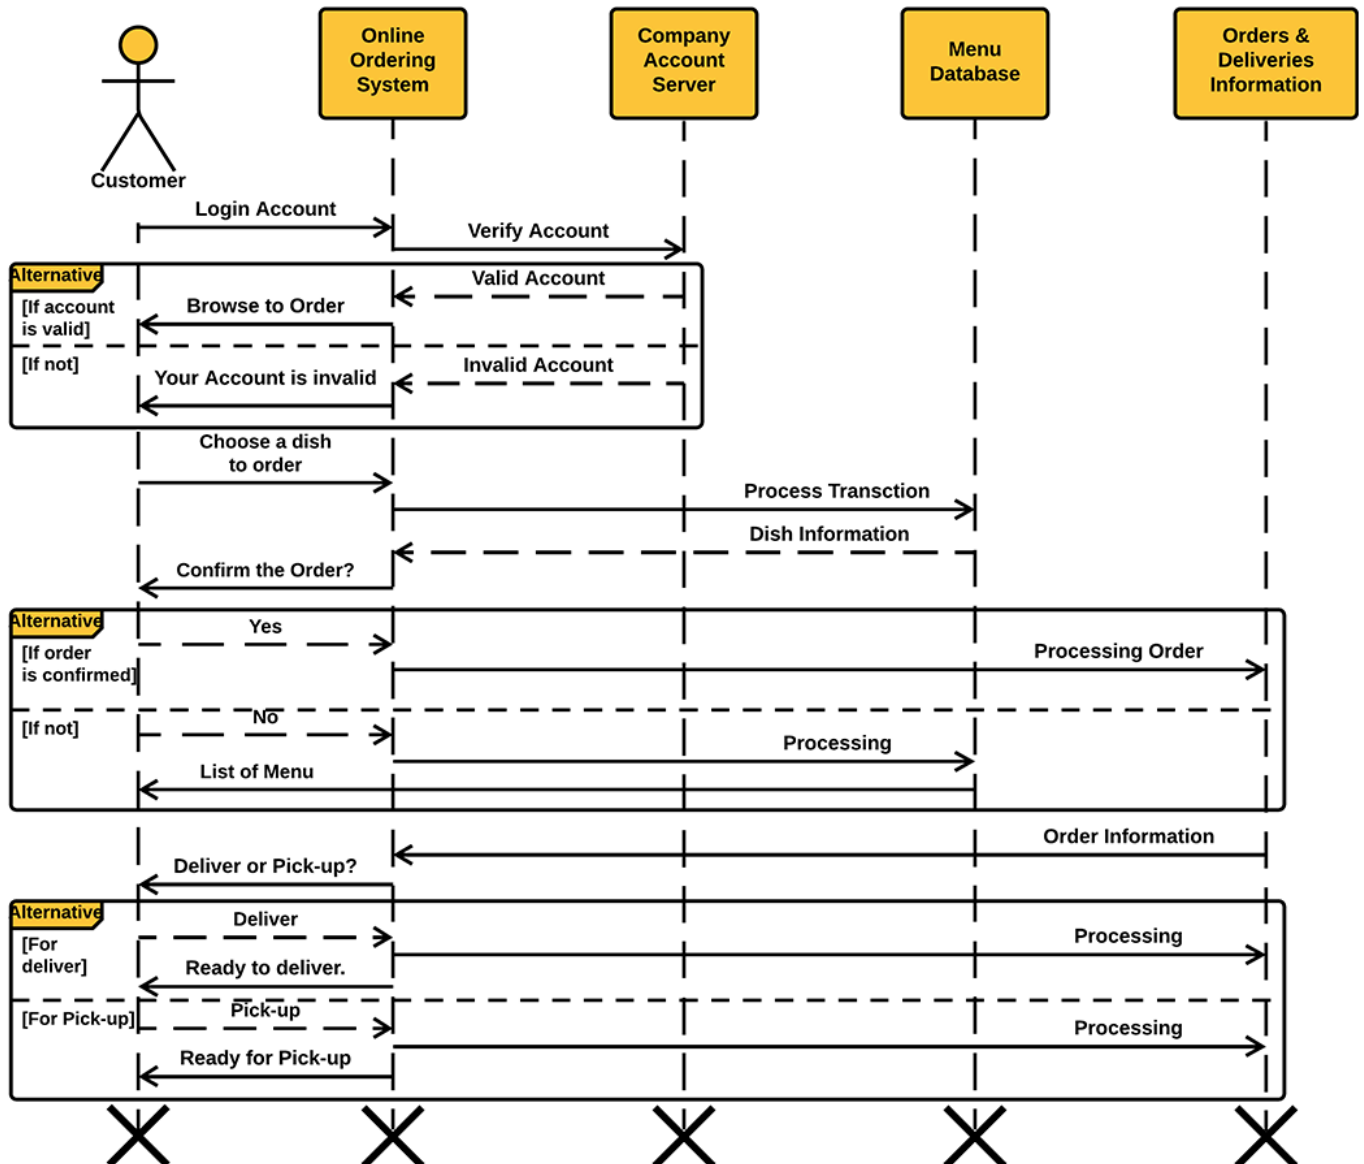 Online
Ordering
System
Company
Account
Server
Menu
Database
Orders &
Deliveries
Information
Customer
Login Account
Verify Account
Alternative
Valid Account
[If account
is valid]
Browse to Order
[If not]
Invalid Account
Your Account is invalid
Choose a dish
to order
Process Transction
Dish Information
Confirm the Order?
Alternative
Yes
[If order
is confirmed]
Processing Order
No
[If not]
Processing
List of Menu
Order Information
Deliver or Pick-up?
Alternative
Deliver
[For
deliver]
Processing
Ready to deliver.
Pick-up
[For Pick-up]
Processing
Ready for Pick-up